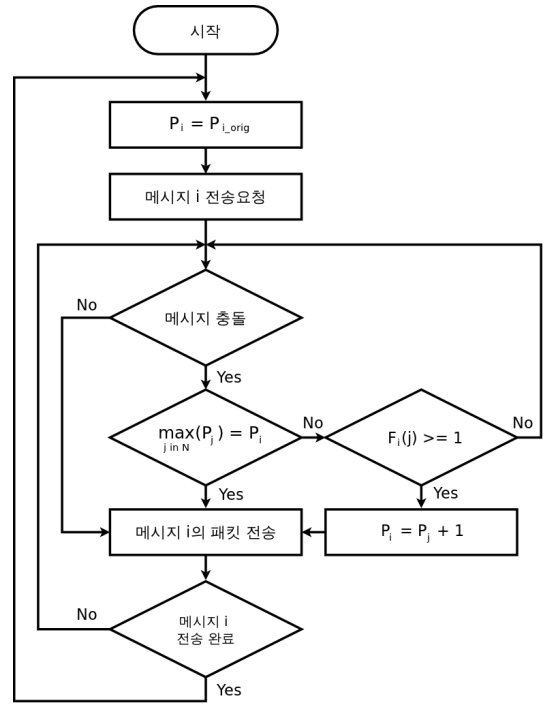 시작
P i = P i_orig
메시지 i 전송요청
메시지 충돌
No
Yes
max(Pj) = Pi
j in N
No
Fi(j) >= 1
No
Yes
Yes
메시지 i의 패킷 전송
Pi = Pj + 1
메시지 i
전송 완료
No
Yes